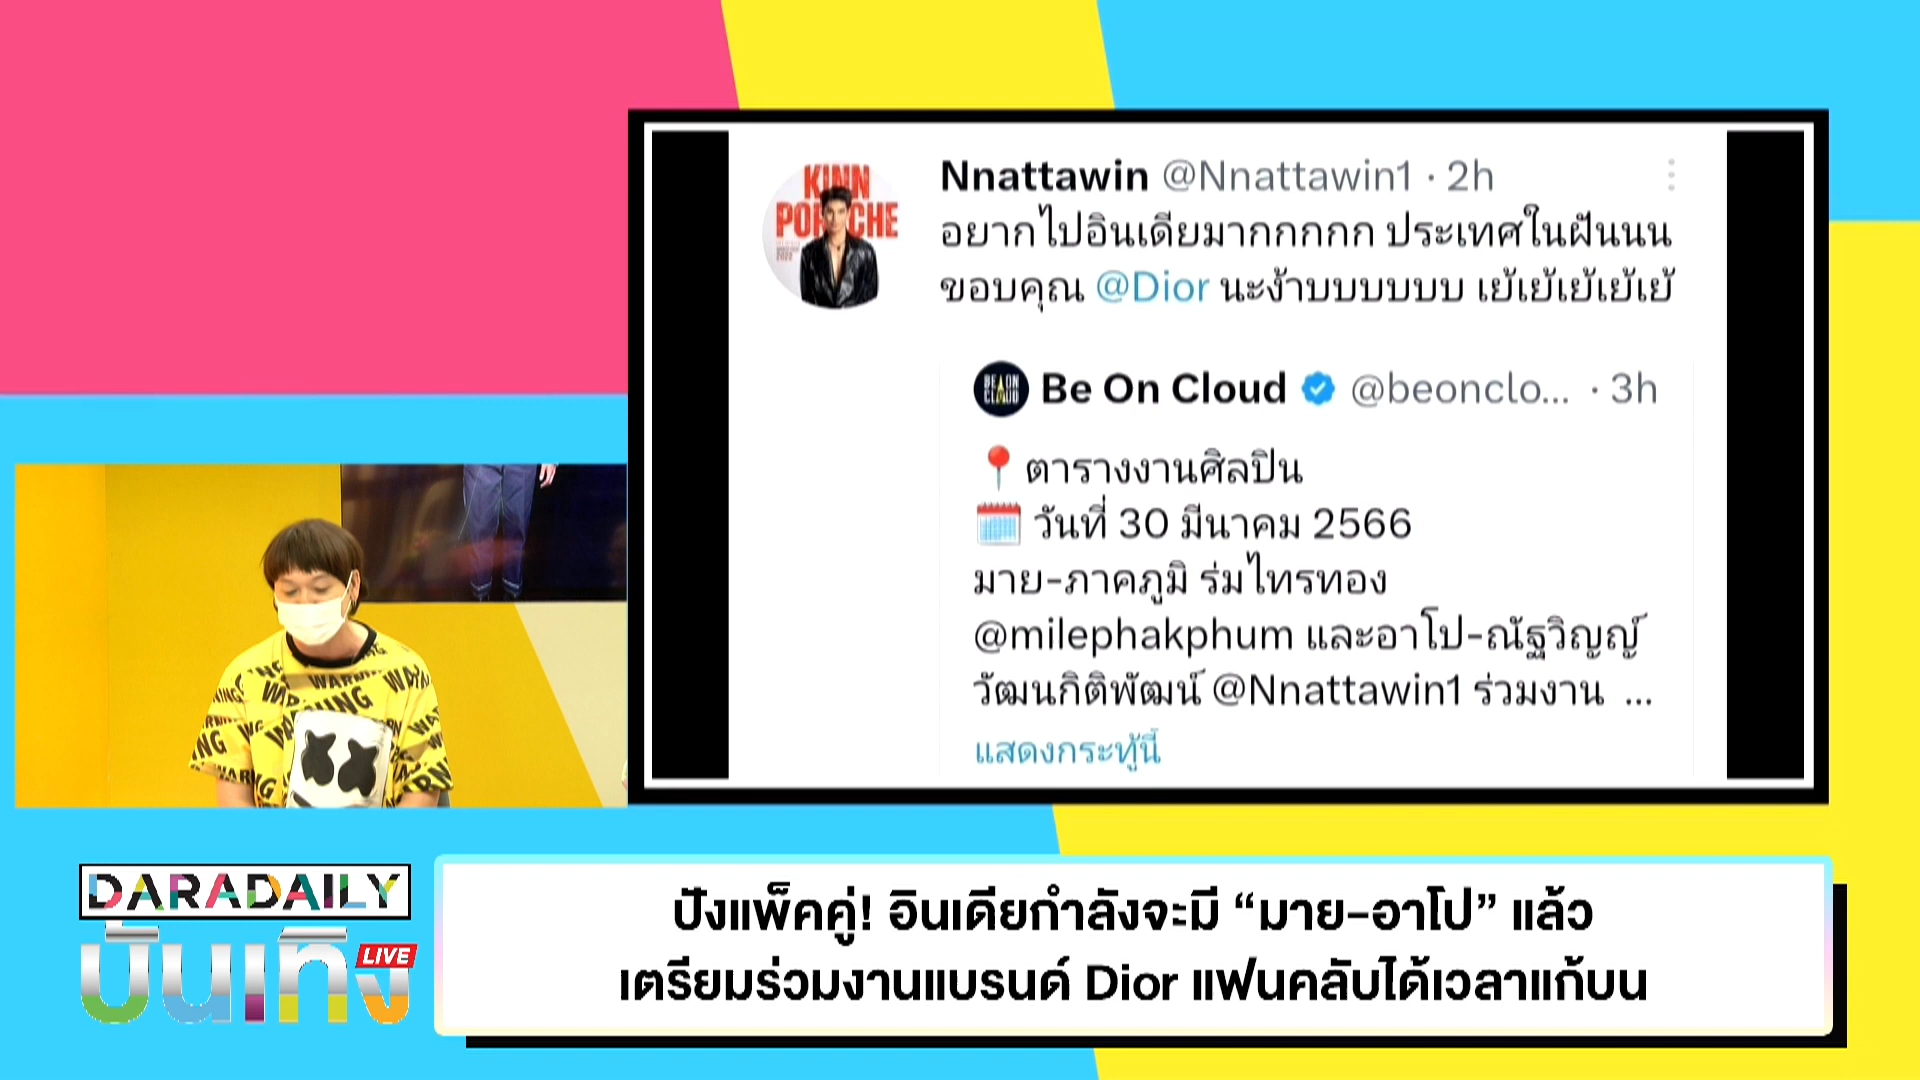 Nnattawin @Nnattawin1 · 2h
อยากไปอินเดียมากกกกก ประเทศในฝันนน
ขอบคุณ @Dior นะง้าบบบบบบ เย้เย้เย้เย้เย้
KINN
PORSCHE
2022
BE ON
CLOUD
Be On Cloud @beonclo... · 3h
📍ตารางงานศิลปิน
🗓️ วันที่ 30 มีนาคม 2566
มาย-ภาคภูมิ ร่มไทรทอง
@milephakphum และอาโป-ณัฐวิญญ์
วัฒนกิติพัฒน์ @Nnattawin1 ร่วมงาน ...
แสดงกระทู้นี้
WARNING
DARADAILY
บันเทิง
LIVE
ปังแพ็คคู่! อินเดียกำลังจะมี “มาย-อาโป” แล้ว
เตรียมร่วมงานแบรนด์ Dior แฟนคลับได้เวลาแก้บน